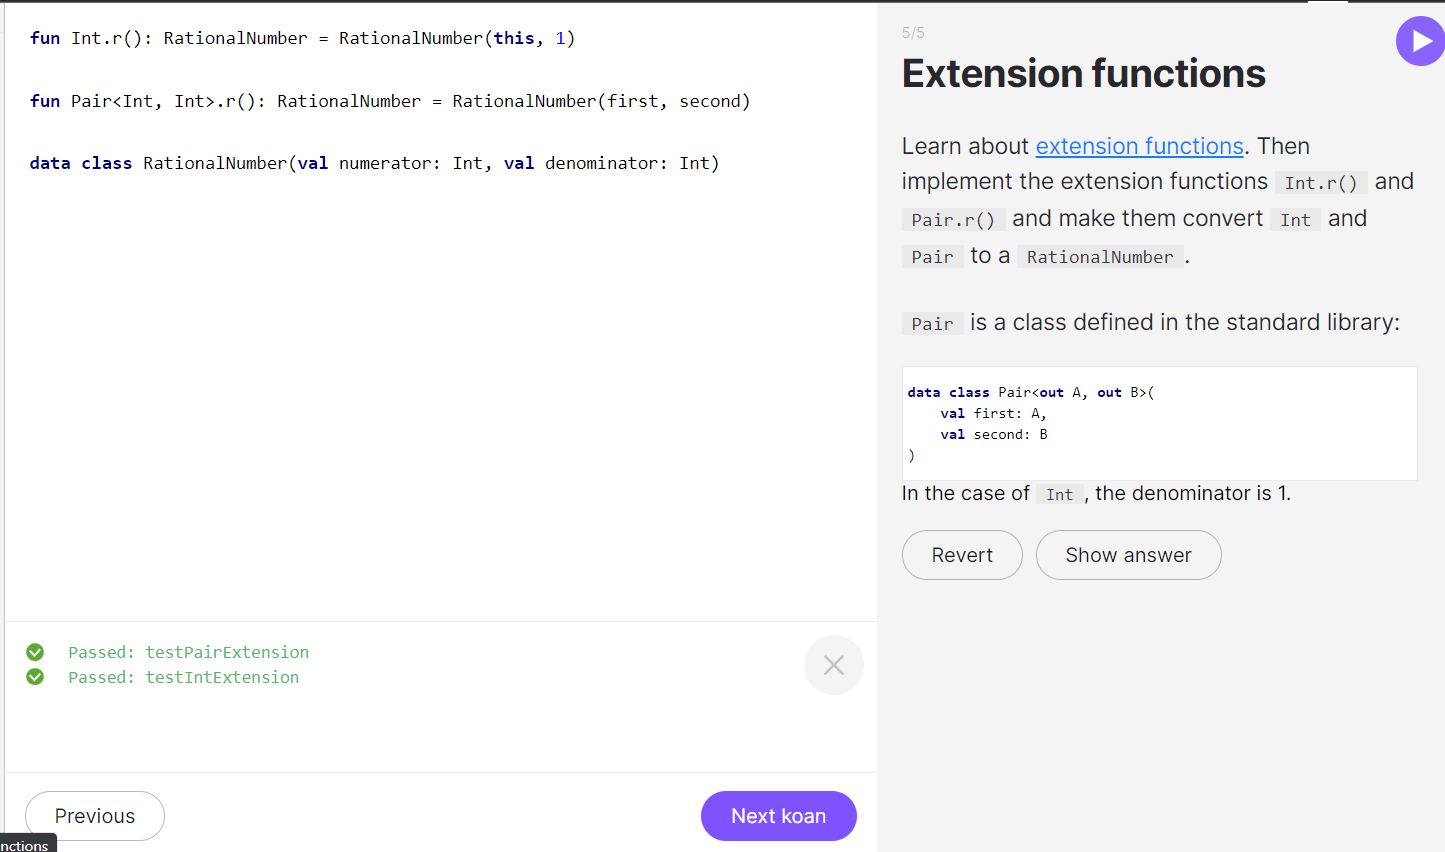 fun Int.r(): RationalNumber = RationalNumber(this, 1)
fun Pair<Int, Int>.r(): RationalNumber = RationalNumber(first, second)
data class RationalNumber(val numerator: Int, val denominator: Int)
Passed: testPairExtension
Passed: testIntExtension
Previous
Next koan
nctions
5/5
Extension functions
Learn about extension functions. Then
implement the extension functions Int.r() and
Pair.r() and make them convert Int and
Pair to a RationalNumber.
Pair is a class defined in the standard library:
data class Pair<out A, out B>(
    val first: A,
    val second: B
)
In the case of Int, the denominator is 1.
Revert
Show answer